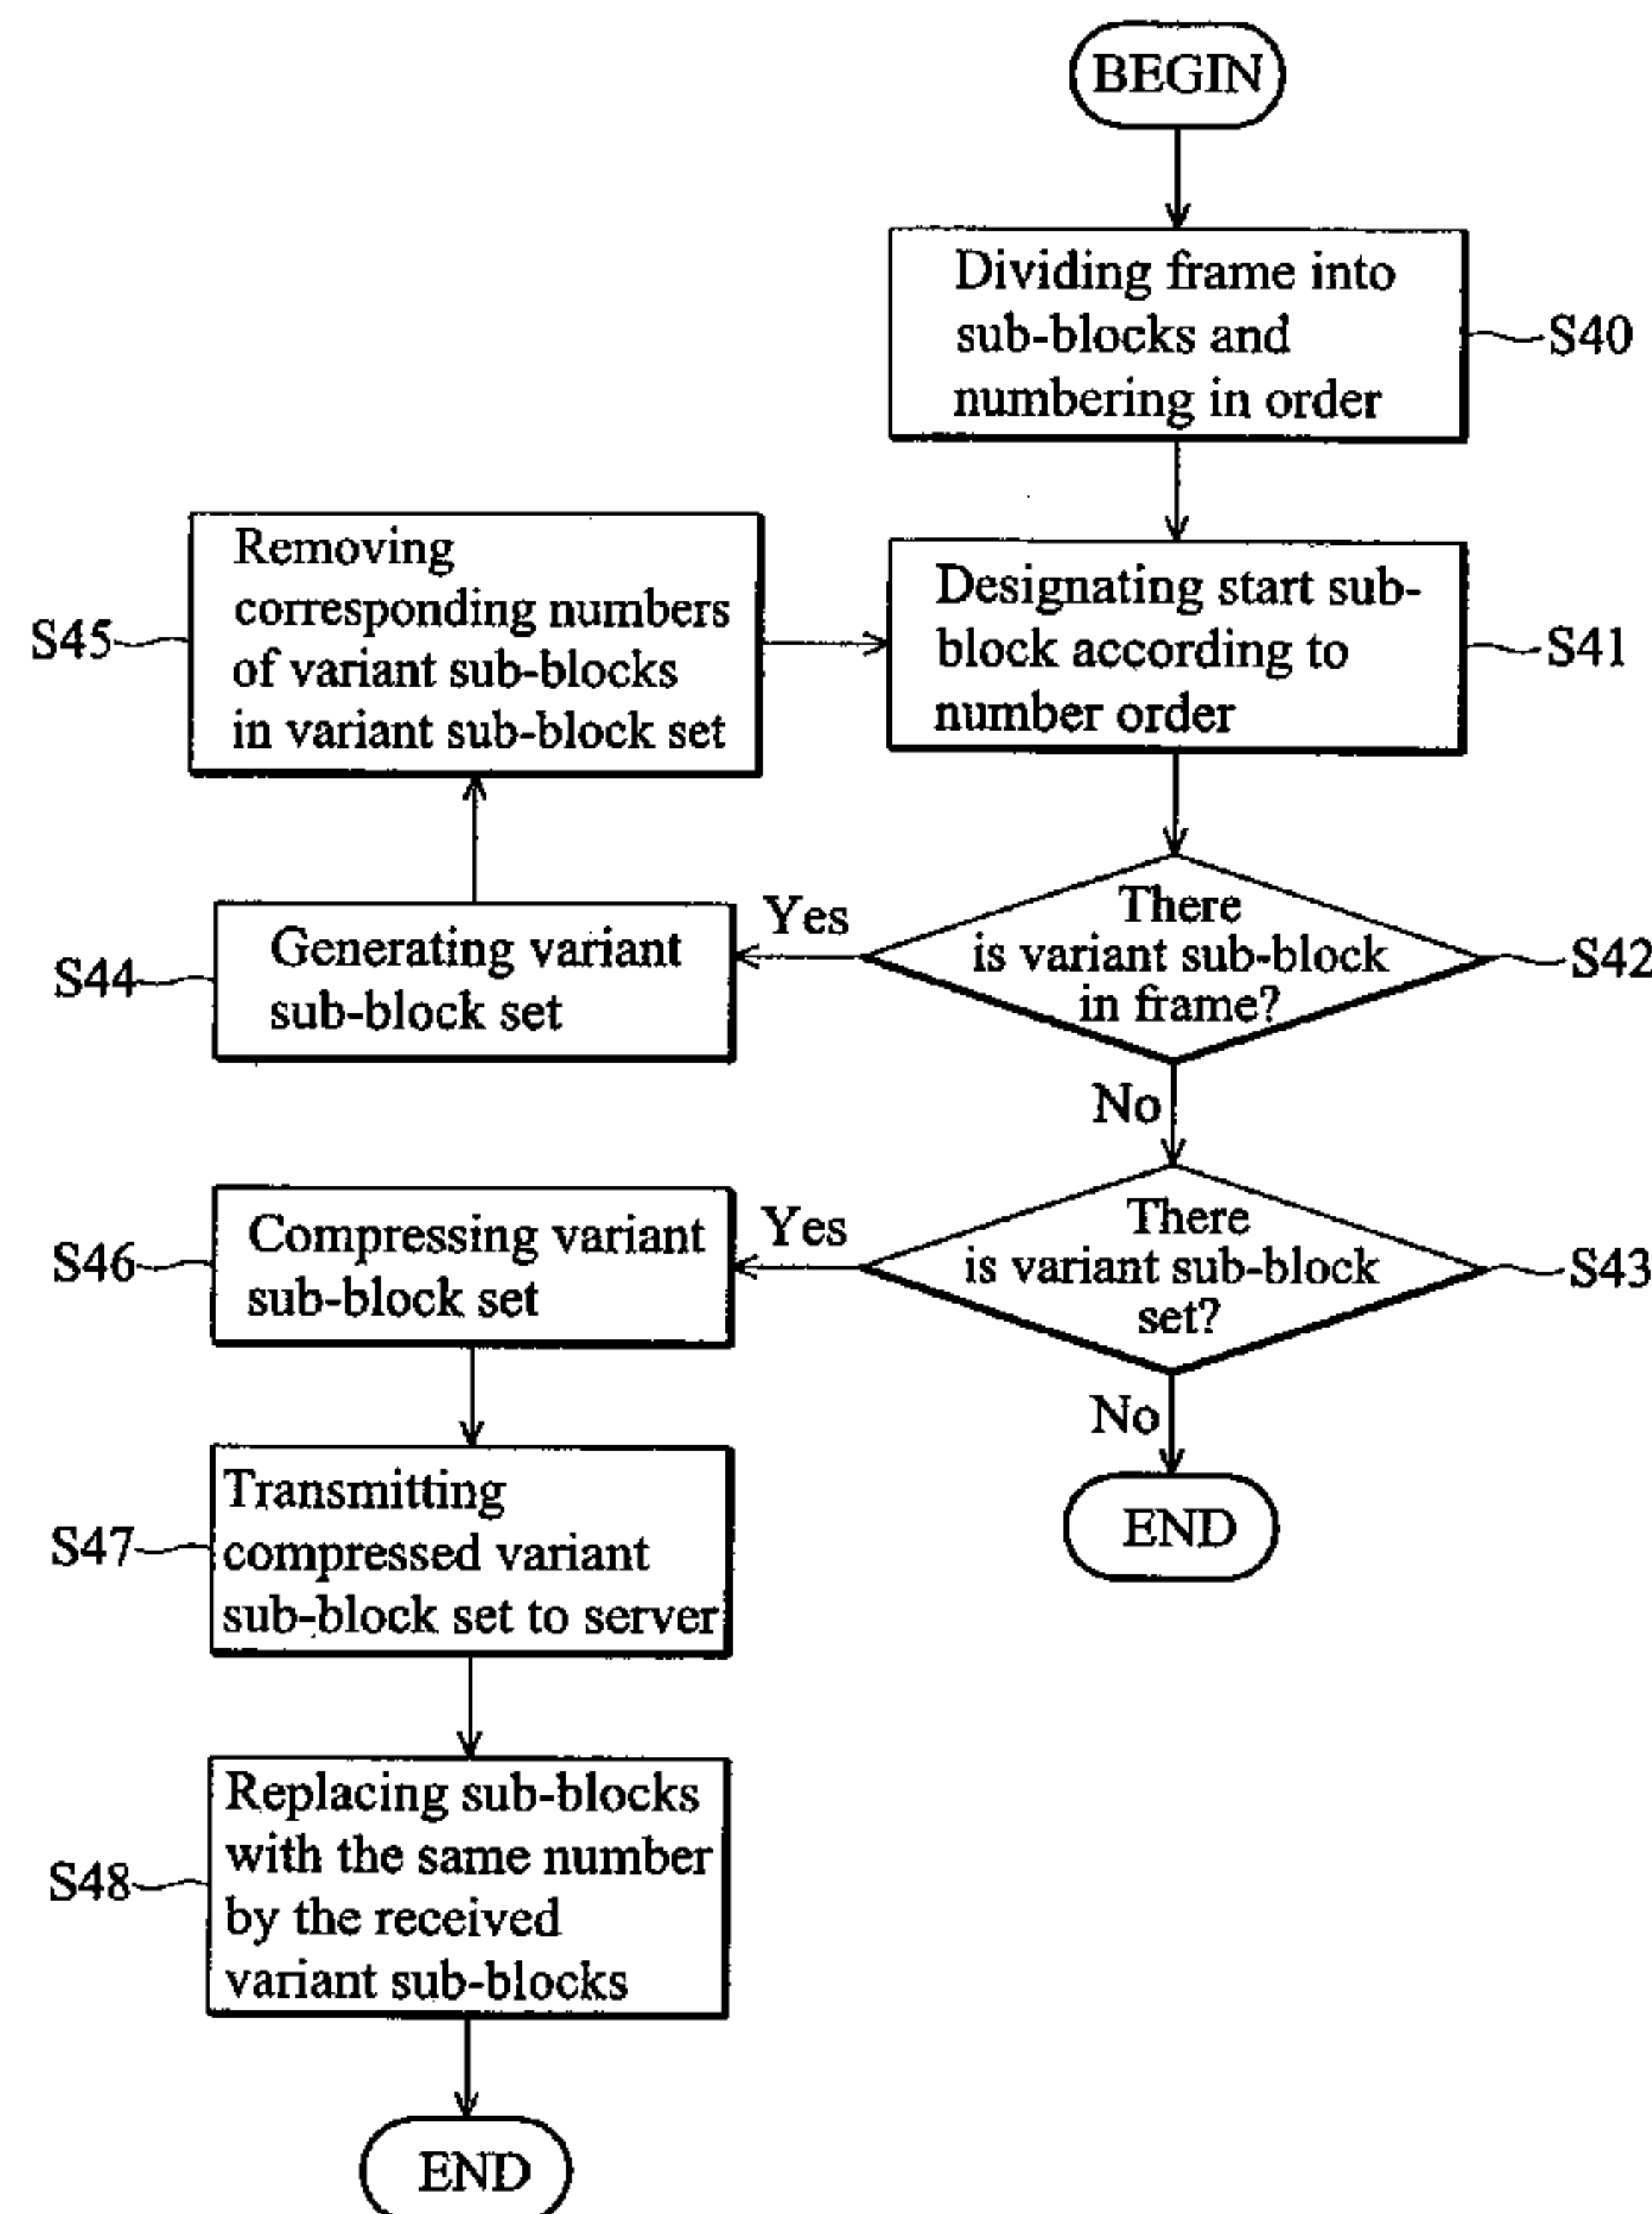 BEGIN
Dividing frame into
sub-blocks and
numbering in order
S40
Removing
corresponding numbers
of variant sub-blocks
in variant sub-block set
S45
Designating start sub-
block according to
number order
S41
There
is variant sub-block
in frame?
S42
Yes
Generating variant
sub-block set
S44
No
There
is variant sub-block
set?
S43
Yes
Compressing variant
sub-block set
S46
No
END
Transmitting
compressed variant
sub-block set to server
S47
Replacing sub-blocks
with the same number
by the received
variant sub-blocks
S48
END